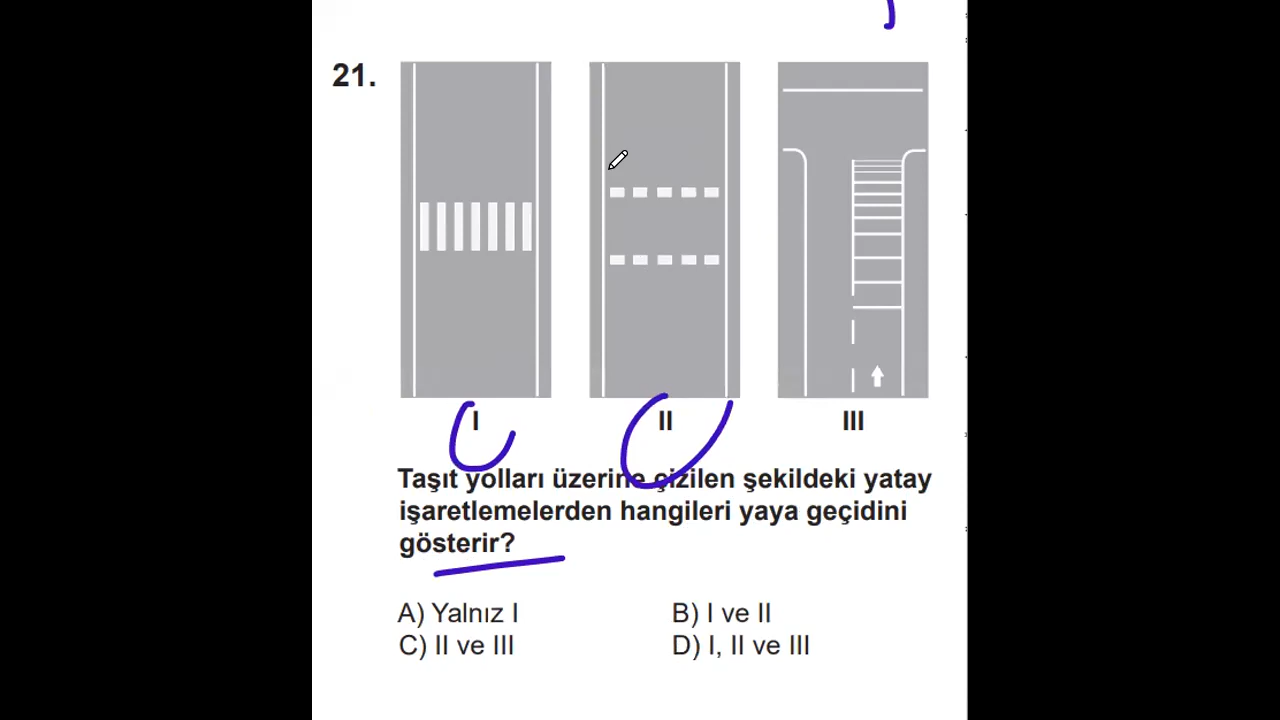 21.
I
II
III
Taşıt yolları üzerine çizilen şekildeki yatay
işaretlemelerden hangileri yaya geçidini
gösterir?
A) Yalnız I
B) I ve II
C) II ve III
D) I, II ve III